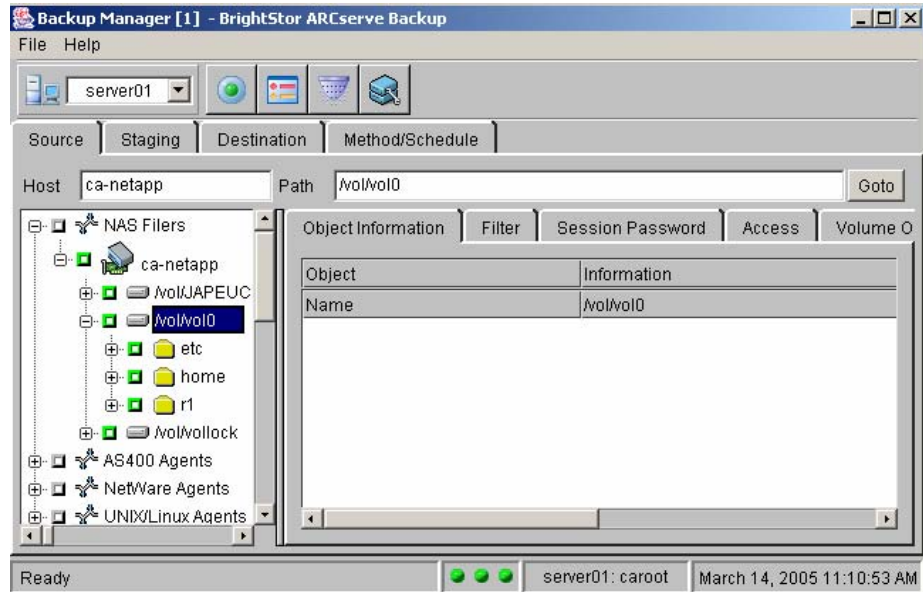 Backup Manager [1] - BrightStor ARCserve Backup
File Help
server01
Source Staging Destination Method/Schedule
Host ca-netapp Path /vol/vol0 Goto
NAS Filers
ca-netapp
/vol/JAPEUC
/vol/vol0
etc
home
r1
/vol/vollock
AS400 Agents
NetWare Agents
UNIX/Linux Agents
Object Information Filter Session Password Access Volume O
Object Information
Name /vol/vol0
Ready server01: caroot March 14, 2005 11:10:53 AM